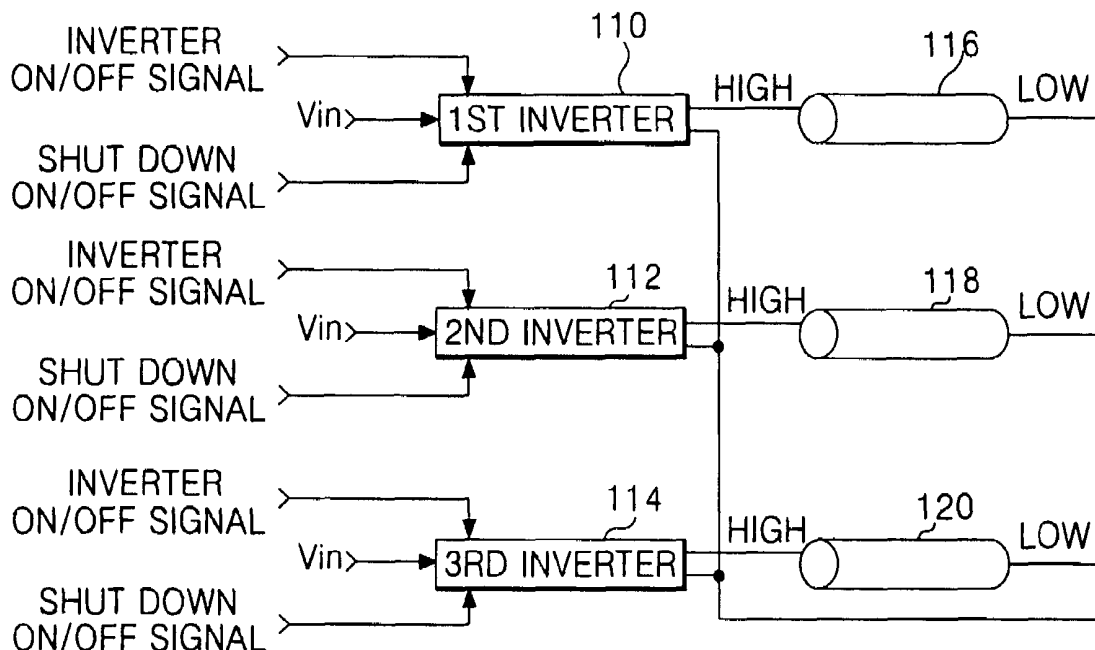 INVERTER
ON/OFF SIGNAL
Vin
SHUT DOWN
ON/OFF SIGNAL
110
1ST INVERTER
HIGH
116
LOW
INVERTER
ON/OFF SIGNAL
Vin
SHUT DOWN
ON/OFF SIGNAL
112
2ND INVERTER
HIGH
118
LOW
INVERTER
ON/OFF SIGNAL
Vin
SHUT DOWN
ON/OFF SIGNAL
114
3RD INVERTER
HIGH
120
LOW